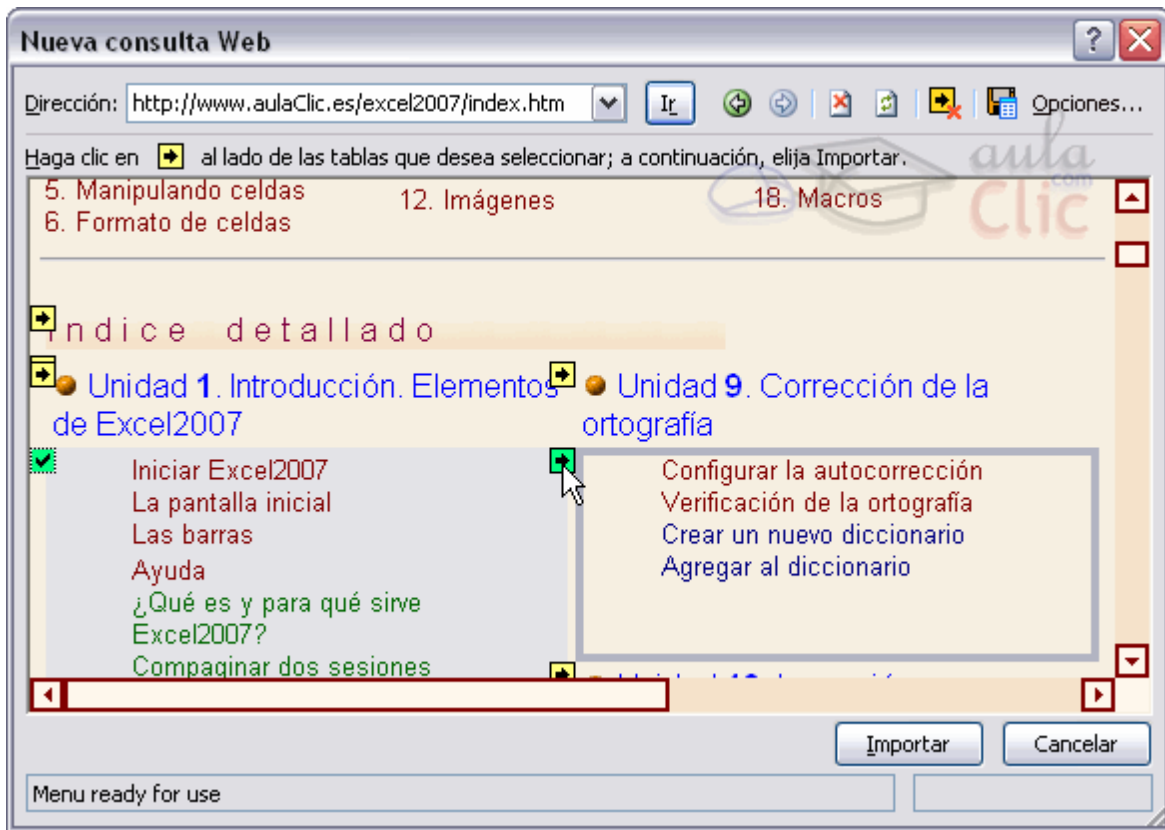 Nueva consulta Web
Dirección: http://www.aulaClic.es/excel2007/index.htm Ir Opciones...
Haga clic en al lado de las tablas que desea seleccionar; a continuación, elija Importar.
aula
.com
Clic
5. Manipulando celdas
6. Formato de celdas
12. Imágenes
18. Macros
Índice detallado
Unidad 1. Introducción. Elementos
de Excel2007
Iniciar Excel2007
La pantalla inicial
Las barras
Ayuda
¿Qué es y para qué sirve
Excel2007?
Compaginar dos sesiones
Unidad 9. Corrección de la
ortografía
Configurar la autocorrección
Verificación de la ortografía
Crear un nuevo diccionario
Agregar al diccionario
Importar
Cancelar
Menu ready for use